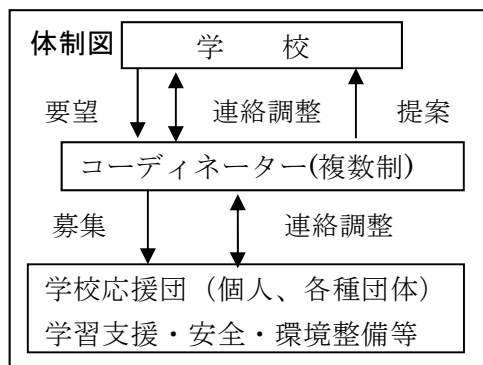 体制図
学 校
要望 連絡調整 提案
コーディネーター(複数制)
募集 連絡調整
学校応援団（個人、各種団体）
学習支援・安全・環境整備等